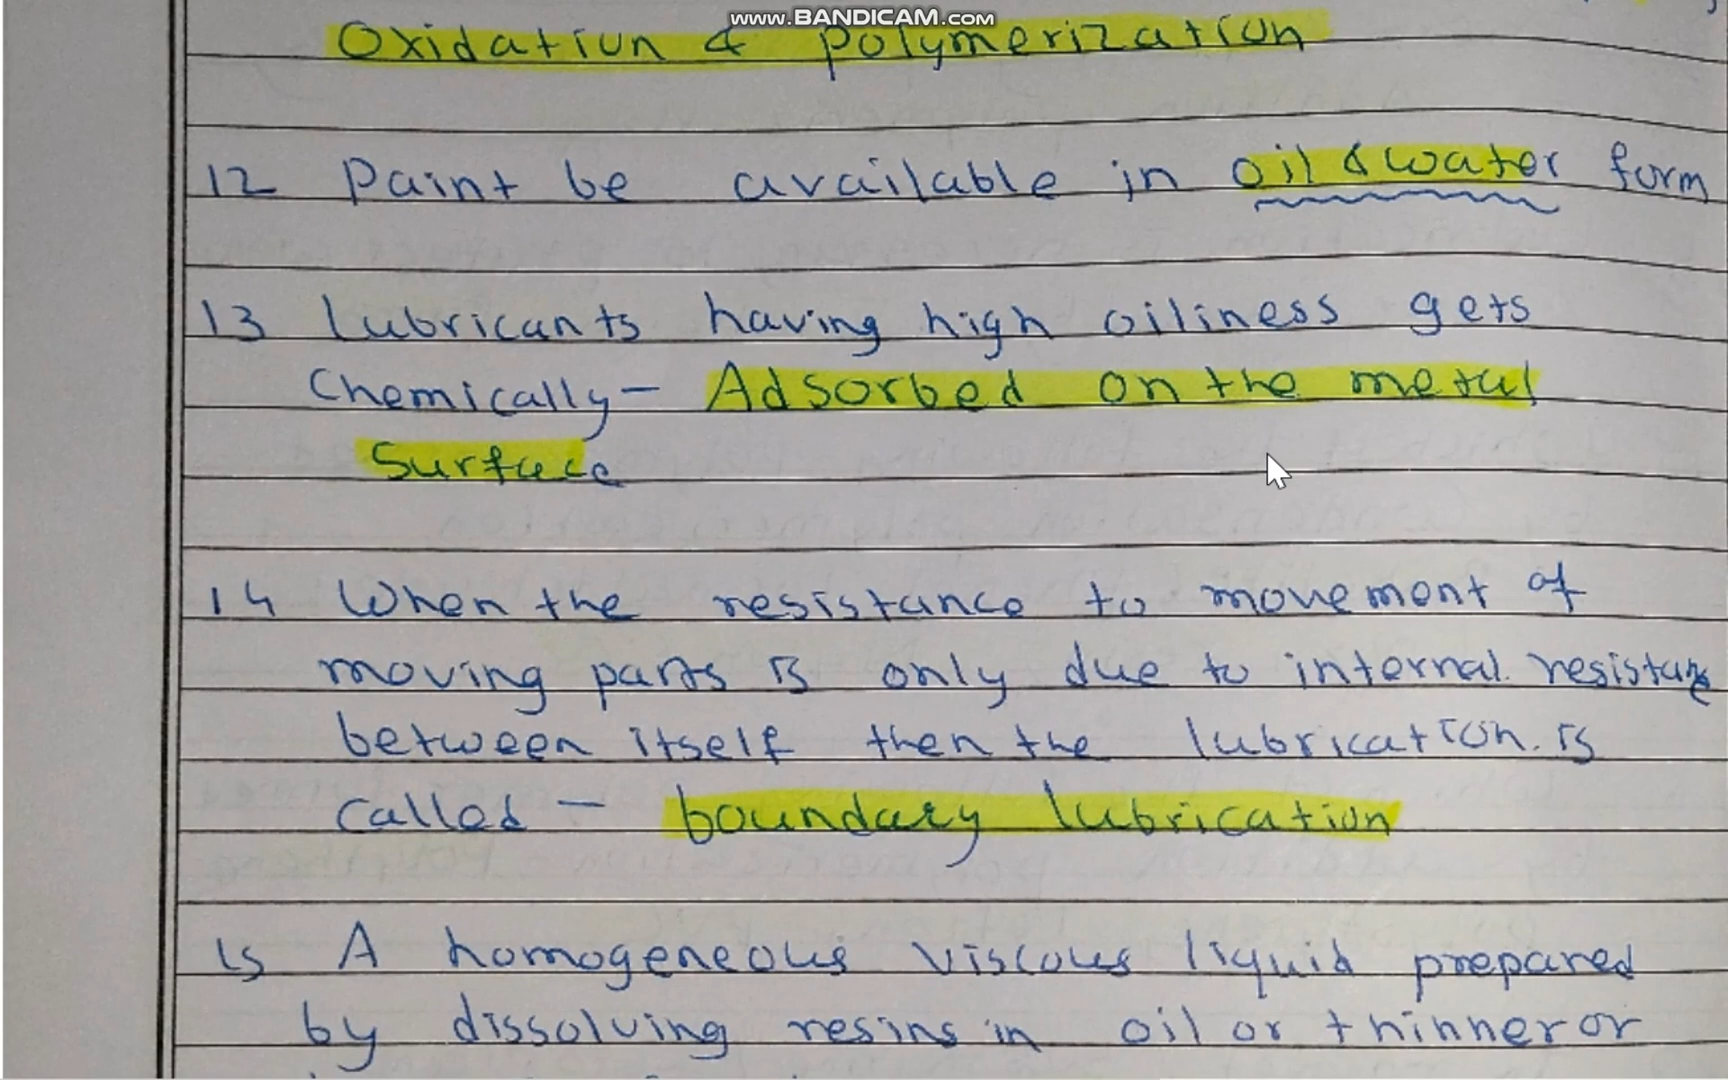 www.BANDICAM.com
Oxidation & polymerization
12 Paint be available in oil & water form
13 Lubricants having high oiliness gets
Chemically - Adsorbed on the metal
Surface
14 When the resistance to movement of
moving parts is only due to internal resistance
between itself then the lubrication is
called - boundary lubrication
15 A homogeneous viscous liquid prepared
by dissolving resins in oil or thinner or